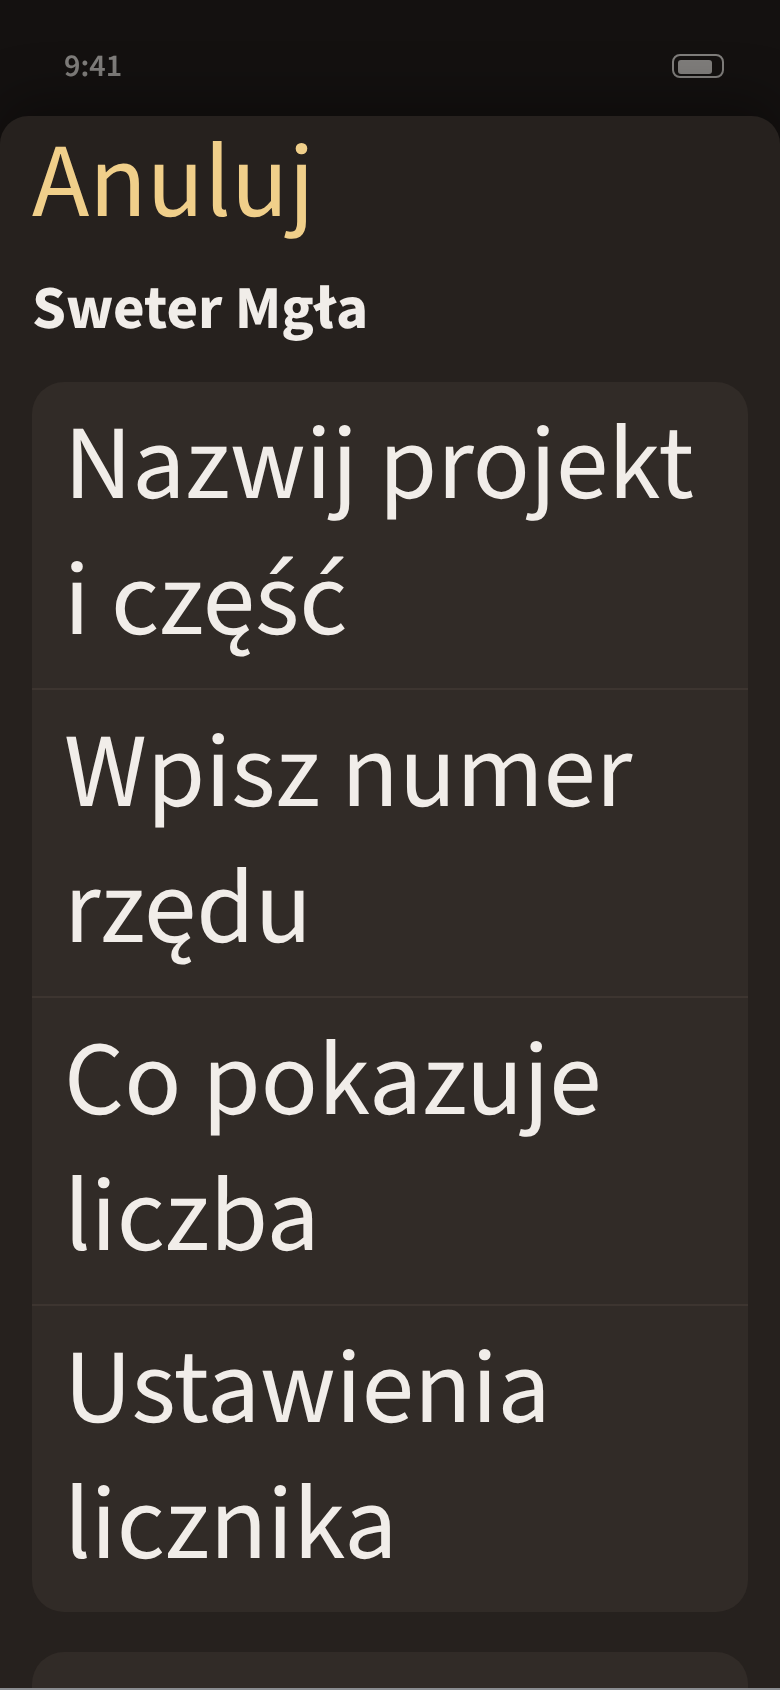 9:41
Anuluj
Sweter Mgła
Nazwij projekt
i część
Wpisz numer
rzędu
Co pokazuje
liczba
Ustawienia
licznika